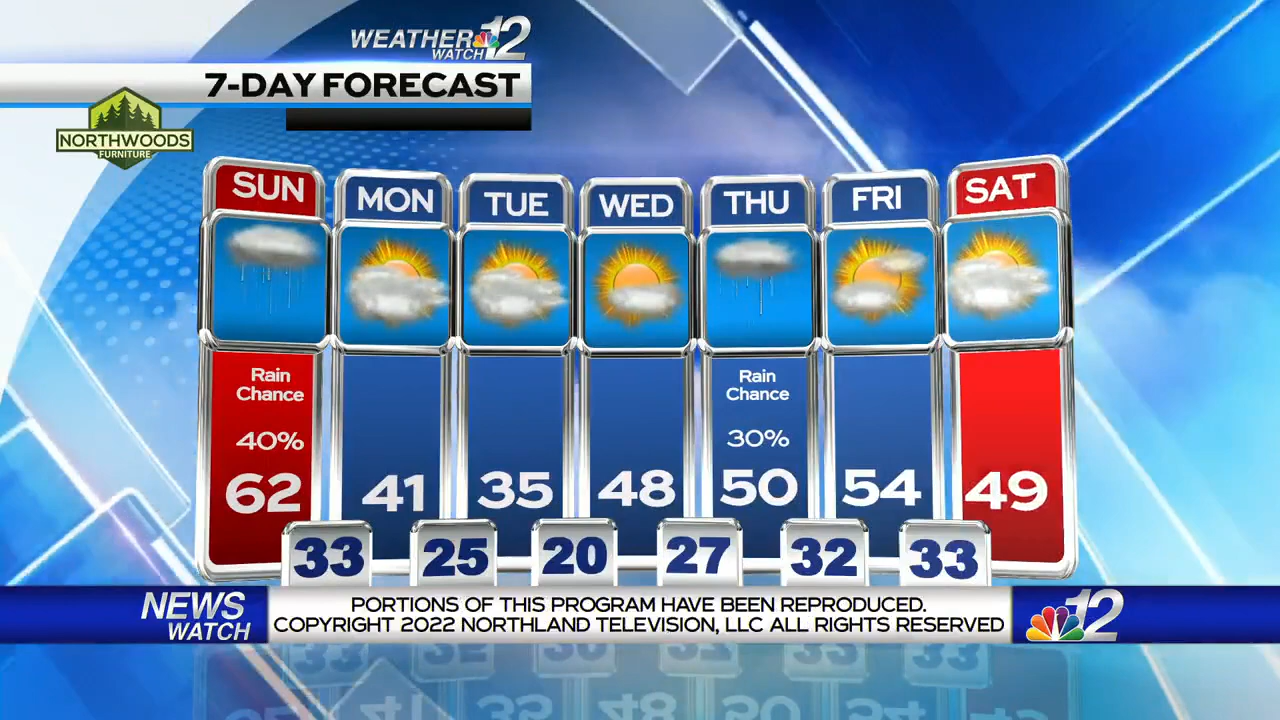 WEATHER
WATCH 12
7-DAY FORECAST
NORTHWOODS
FURNITURE
SUN MON TUE WED THU FRI SAT
Rain Rain
Chance Chance
40% 30%
62 41 35 48 50 54 49
33 25 20 27 32 33
NEWS
WATCH
PORTIONS OF THIS PROGRAM HAVE BEEN REPRODUCED.
COPYRIGHT 2022 NORTHLAND TELEVISION, LLC ALL RIGHTS RESERVED
12